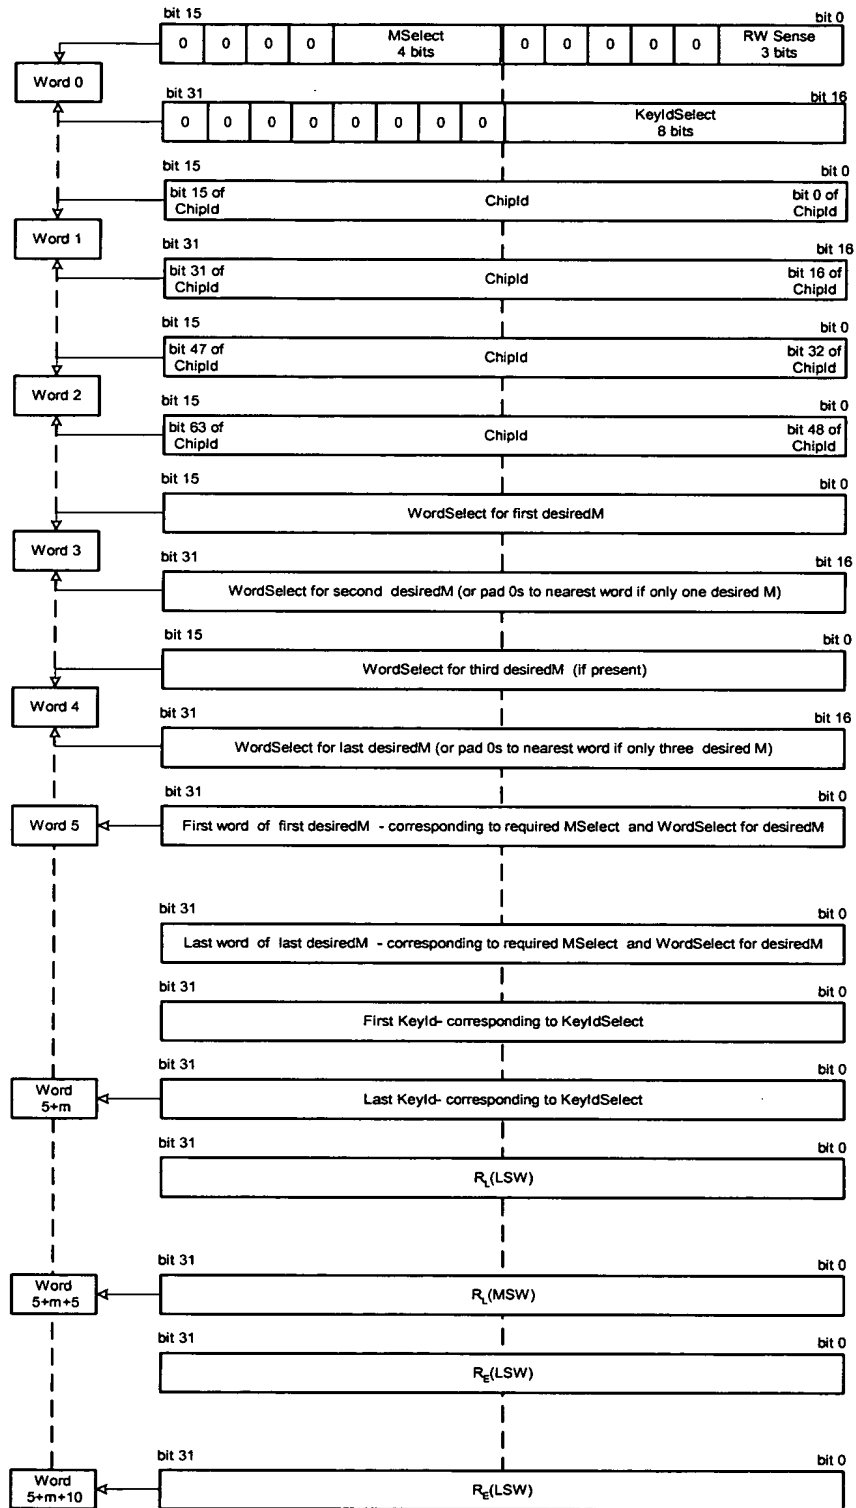 bit 15 bit 0
0 0 0 0 MSelect 4 bits 0 0 0 0 0 RW Sense 3 bits
Word 0
bit 31 bit 16
0 0 0 0 0 0 0 0 KeyIdSelect 8 bits
bit 15 bit 0
bit 15 of ChipId ChipId bit 0 of ChipId
Word 1
bit 31 bit 16
bit 31 of ChipId ChipId bit 16 of ChipId
bit 15 bit 0
bit 47 of ChipId ChipId bit 32 of ChipId
Word 2
bit 15 bit 0
bit 63 of ChipId ChipId bit 48 of ChipId
bit 15 bit 0
WordSelect for first desiredM
Word 3
bit 31 bit 16
WordSelect for second desiredM (or pad 0s to nearest word if only one desired M)
bit 15 bit 0
WordSelect for third desiredM (if present)
Word 4
bit 31 bit 16
WordSelect for last desiredM (or pad 0s to nearest word if only three desired M)
bit 31 bit 0
Word 5 First word of first desiredM - corresponding to required MSelect and WordSelect for desiredM
bit 31 bit 0
Last word of last desiredM - corresponding to required MSelect and WordSelect for desiredM
bit 31 bit 0
First KeyId- corresponding to KeyIdSelect
bit 31 bit 0
Word 5+m Last KeyId- corresponding to KeyIdSelect
bit 31 bit 0
RL(LSW)
bit 31 bit 0
Word 5+m+5 RL(MSW)
bit 31 bit 0
RE(LSW)
bit 31 bit 0
Word 5+m+10 RE(LSW)